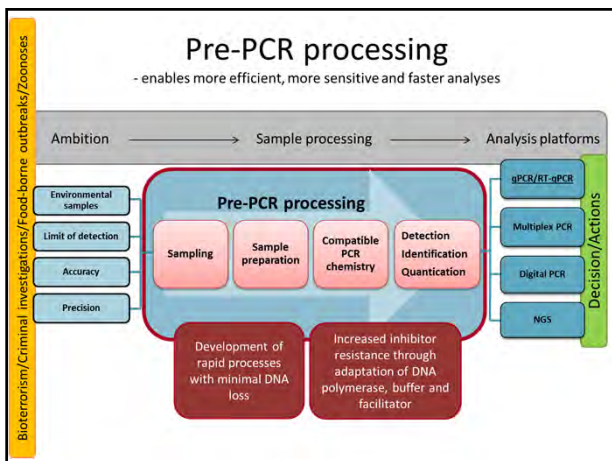 Pre-PCR processing
- enables more efficient, more sensitive and faster analyses
Bioterrorism/Criminal investigations/Food-borne outbreaks/Zoonoses
Ambition
Sample processing
Analysis platforms
Environmental
samples
Limit of detection
Accuracy
Precision
Pre-PCR processing
Sampling
Sample
preparation
Compatible
PCR
chemistry
Detection
Identification
Quantication
qPCR/RT-qPCR
Multiplex PCR
Digital PCR
NGS
Decision/Actions
Development of
rapid processes
with minimal DNA
loss
Increased inhibitor
resistance through
adaptation of DNA
polymerase, buffer and
facilitator